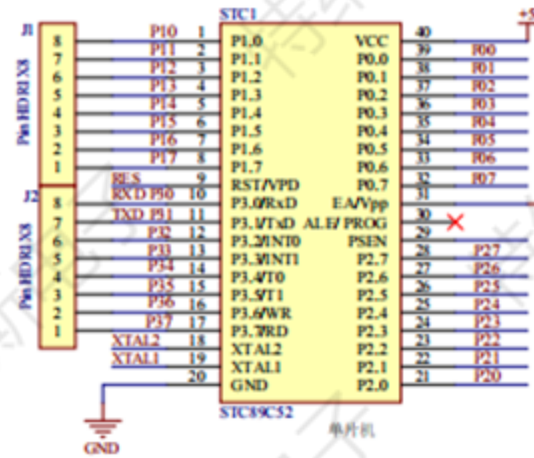 STC1
+5
J1
Pin HDR1X8
8 P10 1 P1.0 VCC 40
7 P11 2 P1.1 P0.0 39 P00
6 P12 3 P1.2 P0.1 38 P01
5 P13 4 P1.3 P0.2 37 P02
4 P14 5 P1.4 P0.3 36 P03
3 P15 6 P1.5 P0.4 35 P04
2 P16 7 P1.6 P0.5 34 P05
1 P17 8 P1.7 P0.6 33 P06
RES 9 RST/VPD P0.7 32 P07
J2
Pin HDR1X8
8 RXD P30 10 P3.0/RxD EA/Vpp 31
7 TXD P31 11 P3.1/TxD ALE/PROG 30
6 P32 12 P3.2/INT0 PSEN 29
5 P33 13 P3.3/INT1 P2.7 28 P27
4 P34 14 P3.4/T0 P2.6 27 P26
3 P35 15 P3.5/T1 P2.5 26 P25
2 P36 16 P3.6/WR P2.4 25 P24
1 P37 17 P3.7/RD P2.3 24 P23
XTAL2 18 XTAL2 P2.2 23 P22
XTAL1 19 XTAL1 P2.1 22 P21
20 GND P2.0 21 P20
STC89C52
单片机
GND